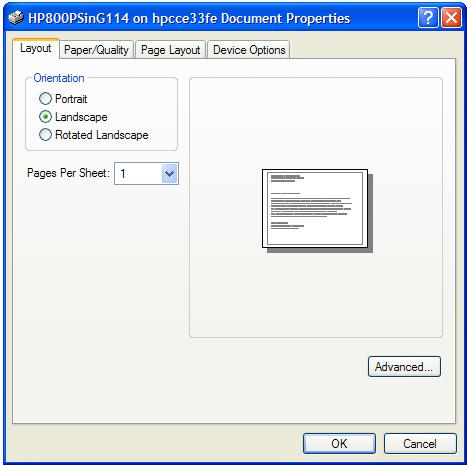 HP800PSinG114 on hpcce33fe Document Properties
Layout Paper/Quality Page Layout Device Options
Orientation
Portrait
Landscape
Rotated Landscape
Pages Per Sheet: 1
Advanced...
OK Cancel